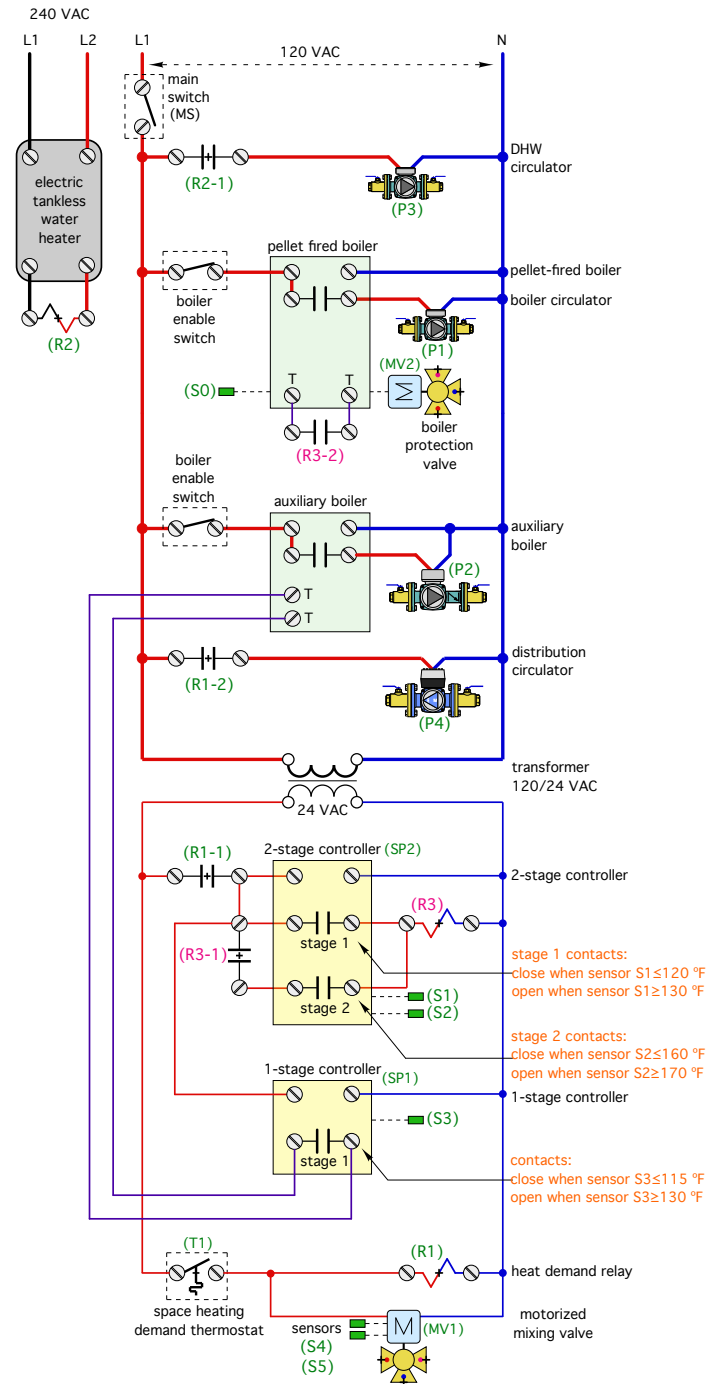 240 VAC
L1
L2
L1
120 VAC
N
main
switch
(MS)
DHW
circulator
(R2-1)
(P3)
electric
tankless
water
heater
(R2)
pellet fired boiler
pellet-fired boiler
boiler circulator
boiler
enable
switch
(P1)
(MV2)
T
T
(S0)
M
(R3-2)
boiler
protection
valve
boiler
enable
switch
auxiliary boiler
auxiliary
boiler
(P2)
T
T
distribution
circulator
(R1-2)
(P4)
transformer
120/24 VAC
24 VAC
2-stage controller (SP2)
(R1-1)
2-stage controller
(R3)
stage 1
(R3-1)
stage 1 contacts:
close when sensor S1≤120 ºF
open when sensor S1≥130 ºF
(S1)
(S2)
stage 2
stage 2 contacts:
close when sensor S2≤160 ºF
open when sensor S2≥170 ºF
1-stage controller (SP1)
1-stage controller
(S3)
stage 1
contacts:
close when sensor S3≤115 ºF
open when sensor S3≥130 ºF
(T1)
(R1)
heat demand relay
space heating
demand thermostat
sensors
(S4)
(S5)
M
(MV1)
motorized
mixing valve